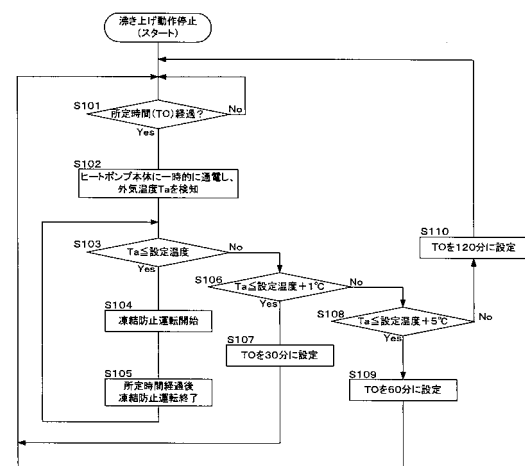 沸き上げ動作停止
(スタート)
S101
所定時間(TO)経過?
No
Yes
S102
ヒートポンプ本体に一時的に通電し、
外気温度Taを検知
S103
Ta≦設定温度
No
Yes
S104
凍結防止運転開始
S105
所定時間経過後
凍結防止運転終了
S106
Ta≦設定温度+1℃
No
Yes
S107
TOを30分に設定
S108
Ta≦設定温度+5℃
No
Yes
S109
TOを60分に設定
S110
TOを120分に設定